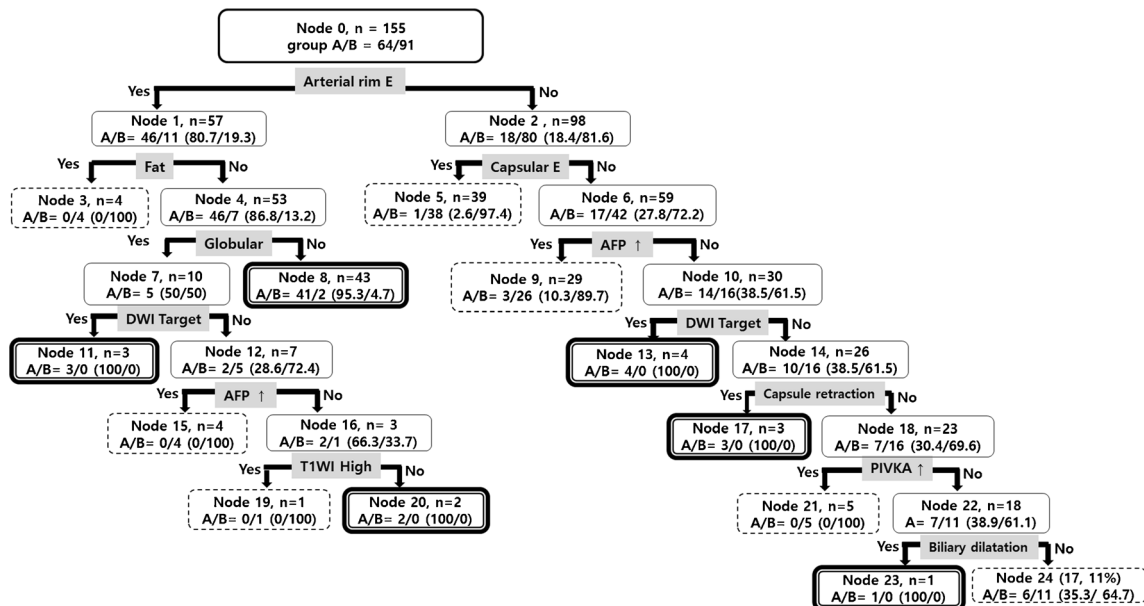 Node 0, n = 155
group A/B = 64/91
Arterial rim E
Yes
No
Node 1, n=57
A/B= 46/11 (80.7/19.3)
Node 2 , n=98
A/B= 18/80 (18.4/81.6)
Yes
Fat
No
Yes
Capsular E
No
Node 3, n=4
A/B= 0/4 (0/100)
Node 4, n=53
A/B= 46/7 (86.8/13.2)
Node 5, n=39
A/B= 1/38 (2.6/97.4)
Node 6, n=59
A/B= 17/42 (27.8/72.2)
Yes
Globular
No
Yes
AFP ↑
No
Node 7, n=10
A/B= 5 (50/50)
Node 8, n=43
A/B= 41/2 (95.3/4.7)
Node 9, n=29
A/B= 3/26 (10.3/89.7)
Node 10, n=30
A/B= 14/16(38.5/61.5)
Yes
DWI Target
No
Yes
DWI Target
No
Node 11, n=3
A/B= 3/0 (100/0)
Node 12, n=7
A/B= 2/5 (28.6/72.4)
Node 13, n=4
A/B= 4/0 (100/0)
Node 14, n=26
A/B= 10/16 (38.5/61.5)
Yes
AFP ↑
No
Yes
Capsule retraction
No
Node 15, n=4
A/B= 0/4 (0/100)
Node 16, n= 3
A/B= 2/1 (66.3/33.7)
Node 17, n=3
A/B= 3/0 (100/0)
Node 18, n=23
A/B= 7/16 (30.4/69.6)
Yes
T1WI High
No
Yes
PIVKA ↑
No
Node 19, n=1
A/B= 0/1 (0/100)
Node 20, n=2
A/B= 2/0 (100/0)
Node 21, n=5
A/B= 0/5 (0/100)
Node 22, n=18
A= 7/11 (38.9/61.1)
Yes
Biliary dilatation
No
Node 23, n=1
A/B= 1/0 (100/0)
Node 24 (17, 11%)
A/B= 6/11 (35.3/ 64.7)